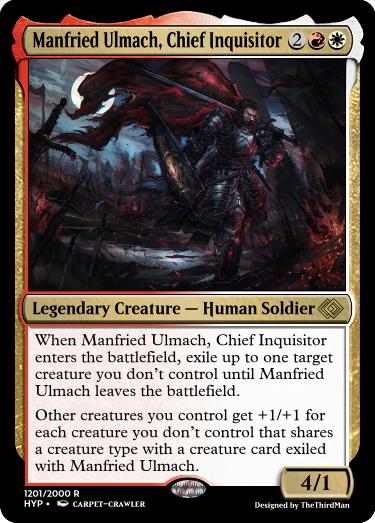 Manfried Ulmach, Chief Inquisitor 2
Legendary Creature — Human Soldier
When Manfried Ulmach, Chief Inquisitor
enters the battlefield, exile up to one target
creature you don't control until Manfried
Ulmach leaves the battlefield.
Other creatures you control get +1/+1 for
each creature you don't control that shares
a creature type with a creature card exiled
with Manfried Ulmach.
4/1
1201/2000 R
HYP • CARPET-CRAWLER
Designed by TheThirdMan